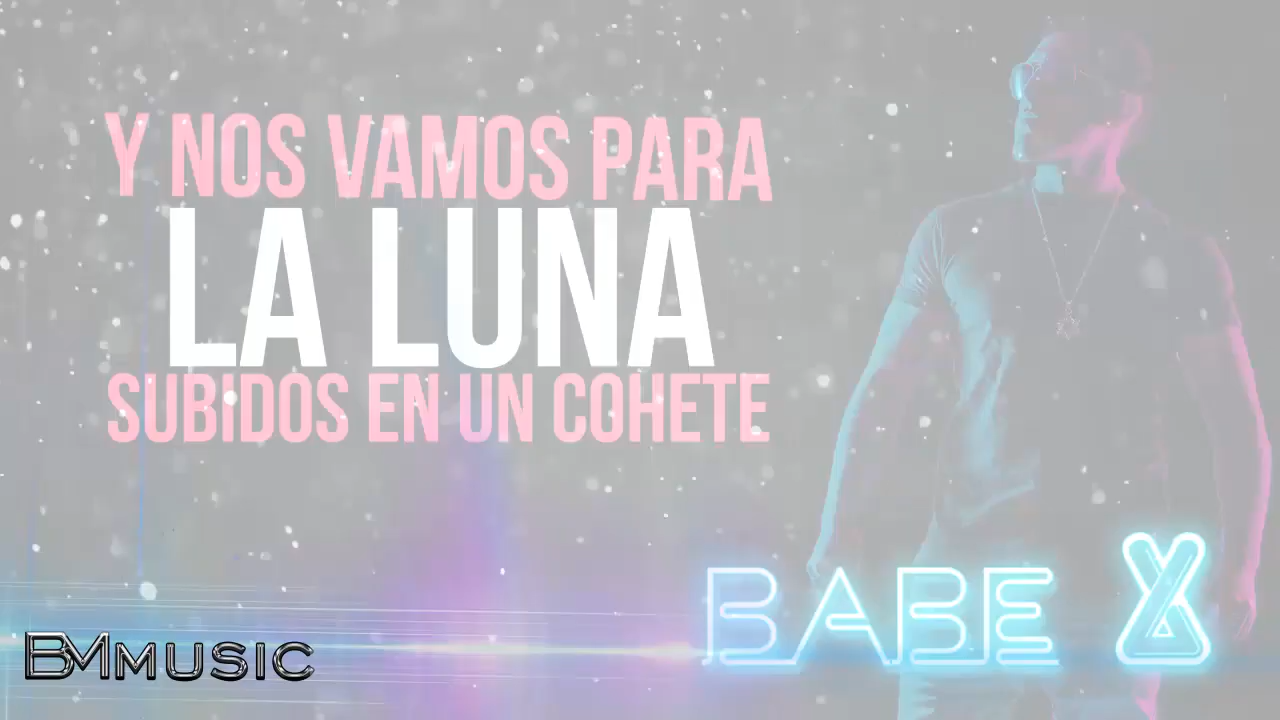 Y NOS VAMOS PARA
LA LUNA
SUBIDOS EN UN COHETE
BABE
BMMUSIC